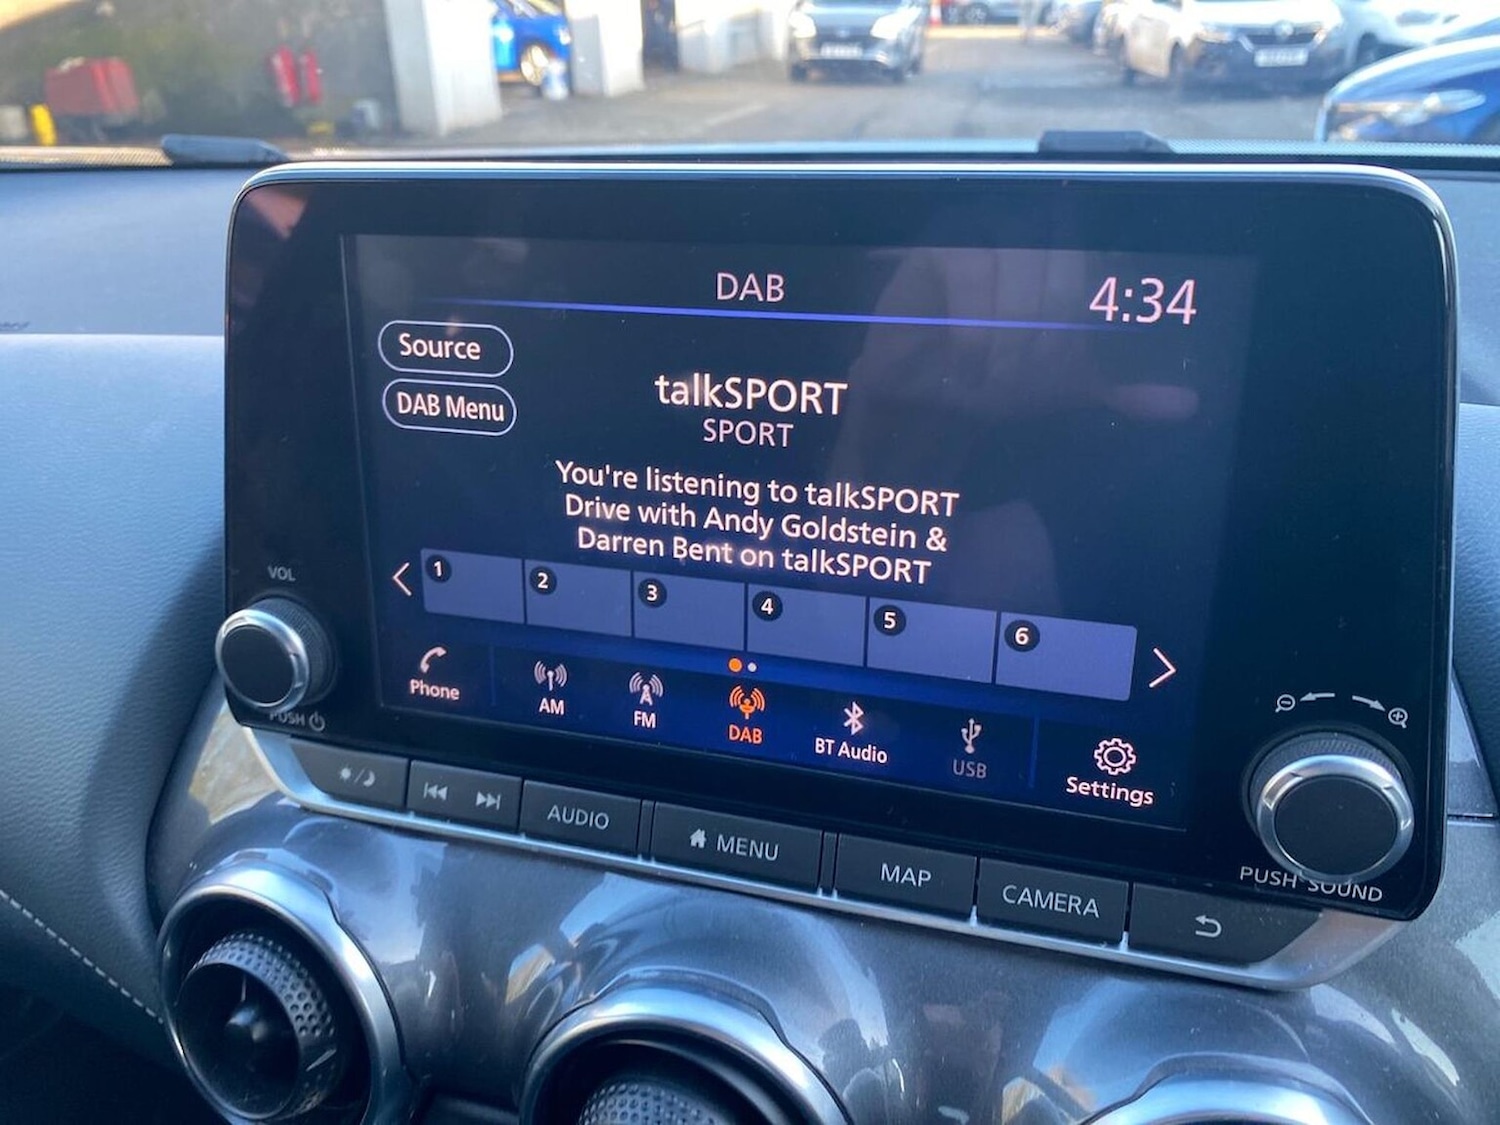 DAB
4:34
Source
DAB Menu
talkSPORT
SPORT
You're listening to talkSPORT
Drive with Andy Goldstein &
Darren Bent on talkSPORT
1 2 3 4 5 6
Phone
AM
FM
DAB
BT Audio
USB
Settings
VOL
PUSH
AUDIO
MENU
MAP
CAMERA
PUSH SOUND